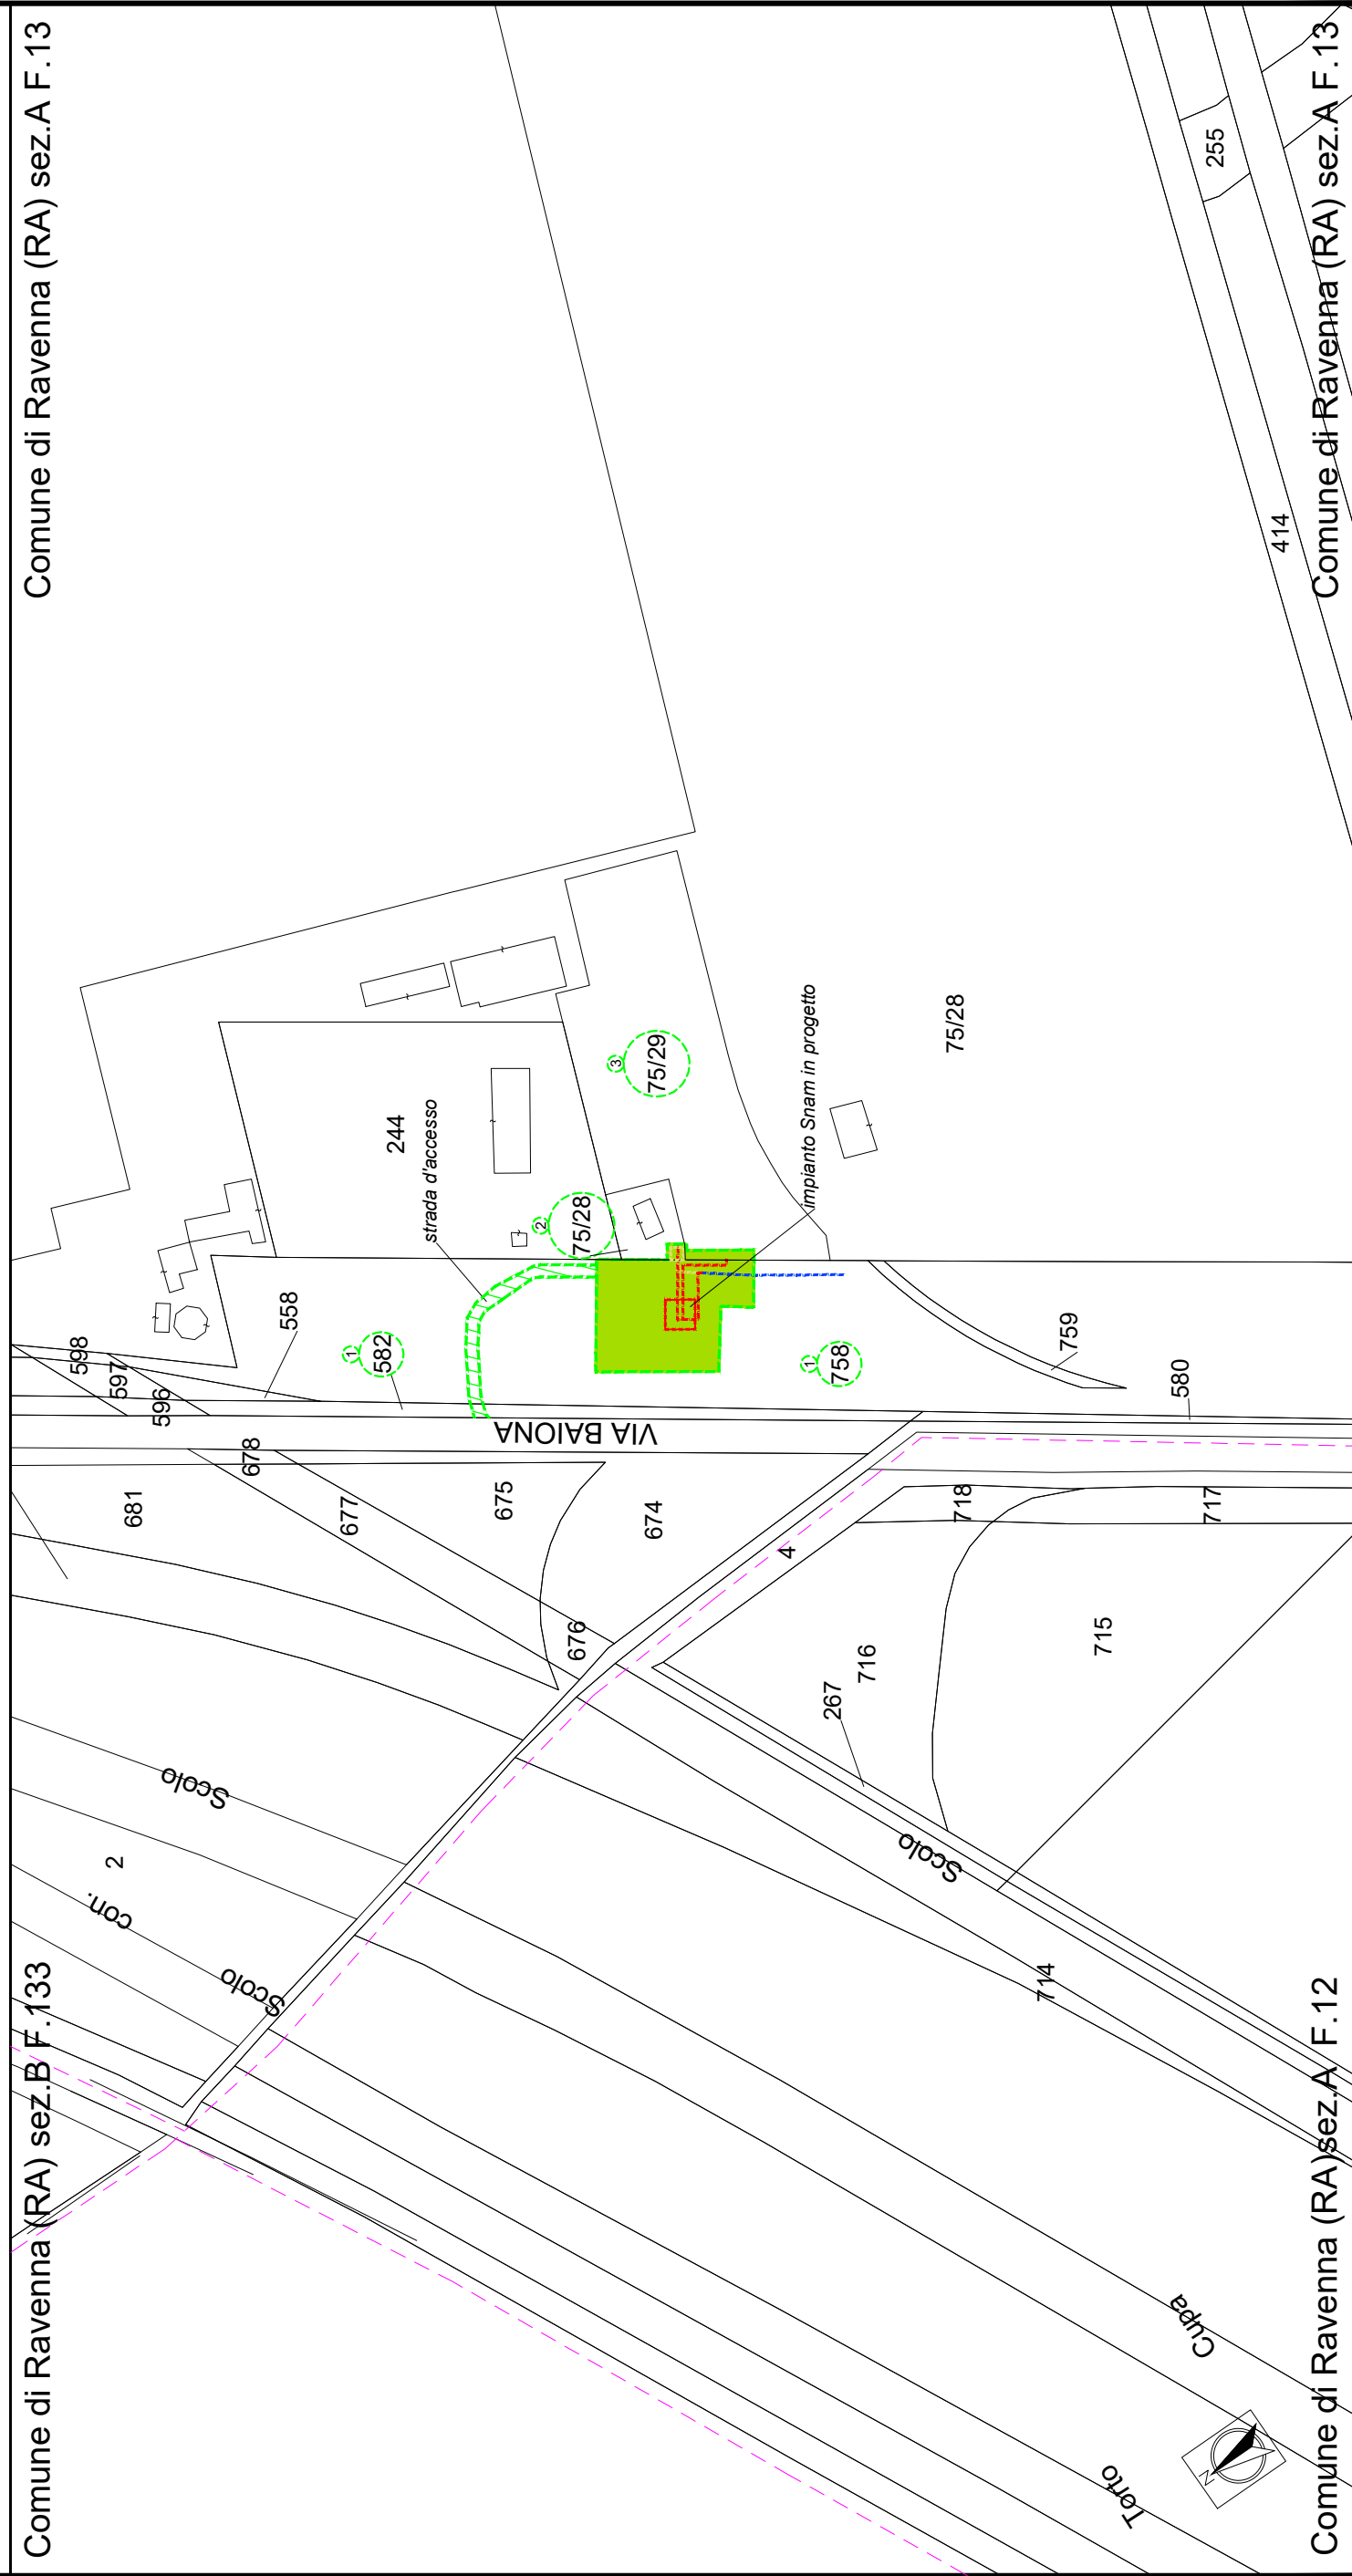 Comune di Ravenna (RA) sez.B F.133
Comune di Ravenna (RA) sez.A F.13
598
597
596
558
1
582
244
strada d'accesso
2
75/28
3
75/29
impianto Snam in progetto
75/28
1
758
759
580
255
414
VIA BAIONA
681
678
677
675
674
676
4
718
717
716
715
267
714
Scolo
2
con.
Scolo
Scolo
Cupa
Torto
N
Comune di Ravenna (RA)sez.A F.12
Comune di Ravenna (RA) sez.A F.13